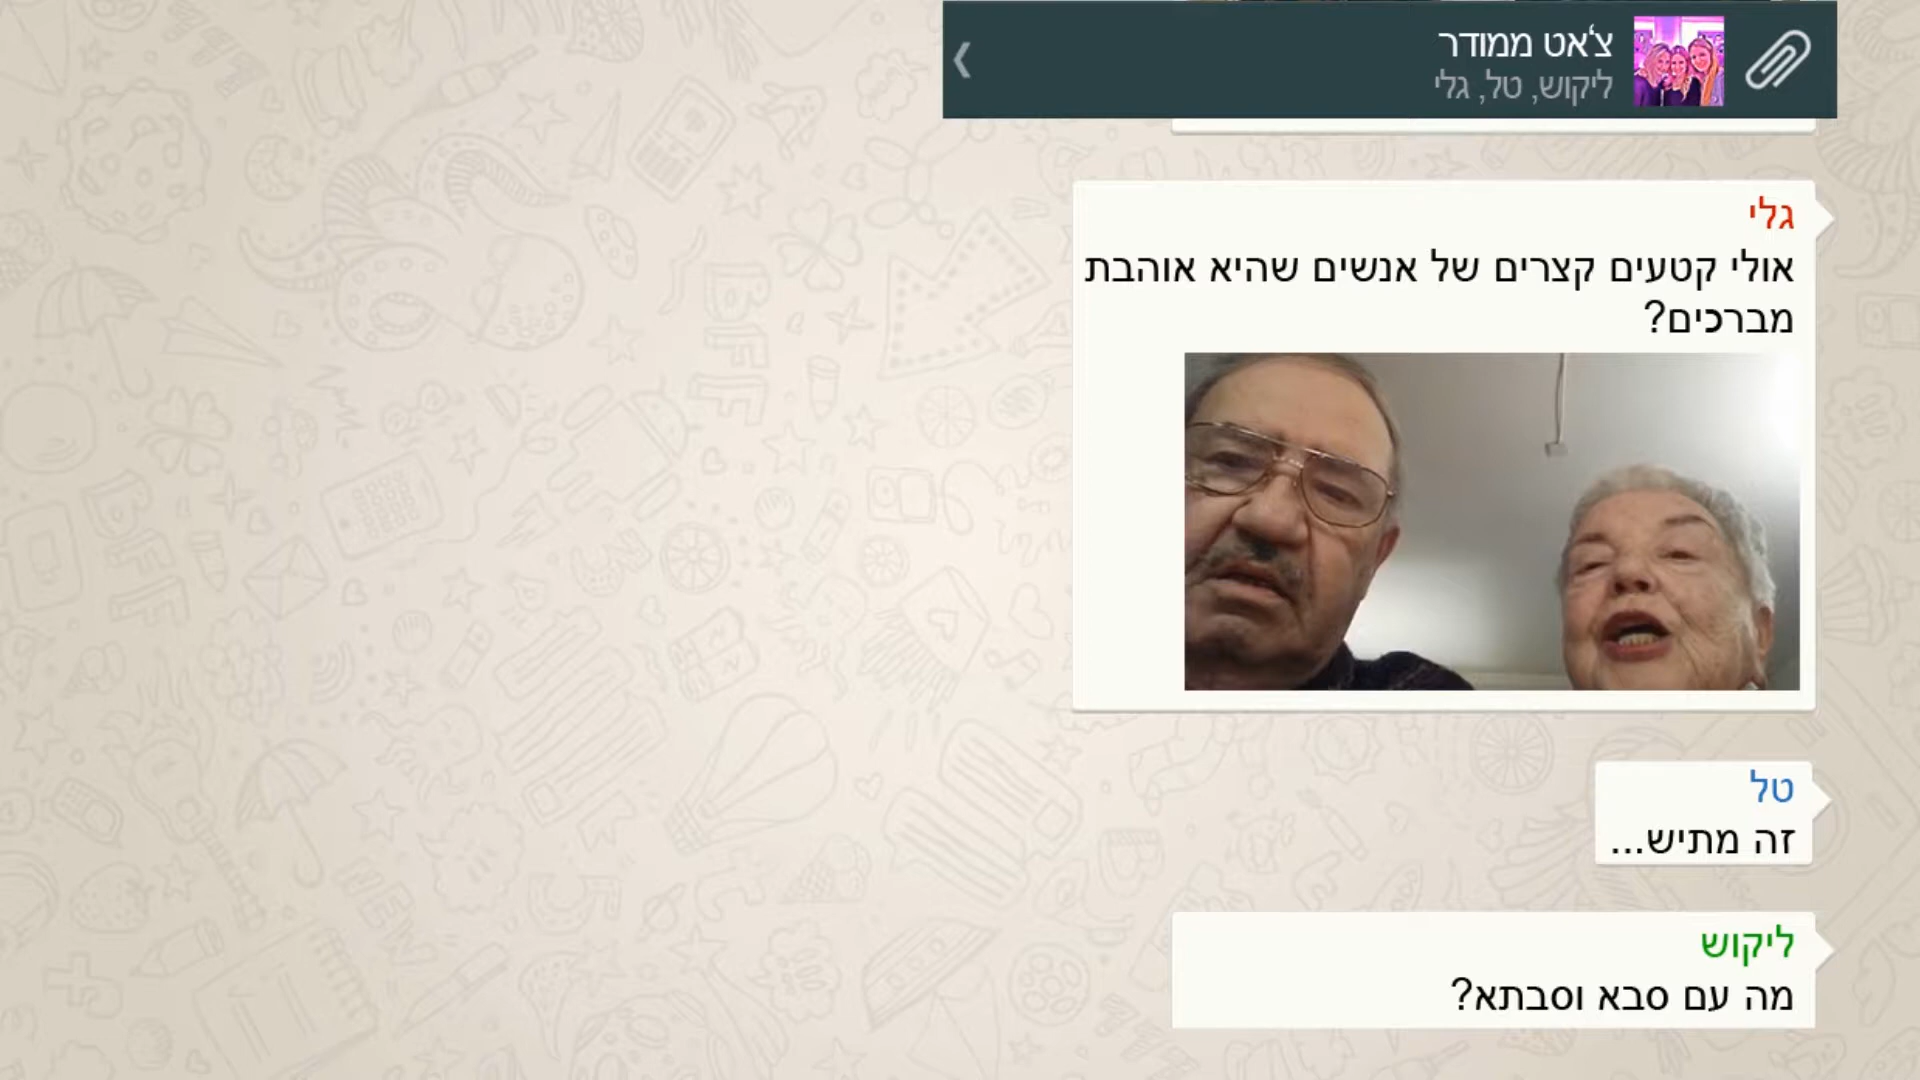 צ'אט ממודר
ליקוש, טל, גלי
גלי
אולי קטעים קצרים של אנשים שהיא אוהבת
מברכים?
טל
זה מתיש...
ליקוש
מה עם סבא וסבתא?